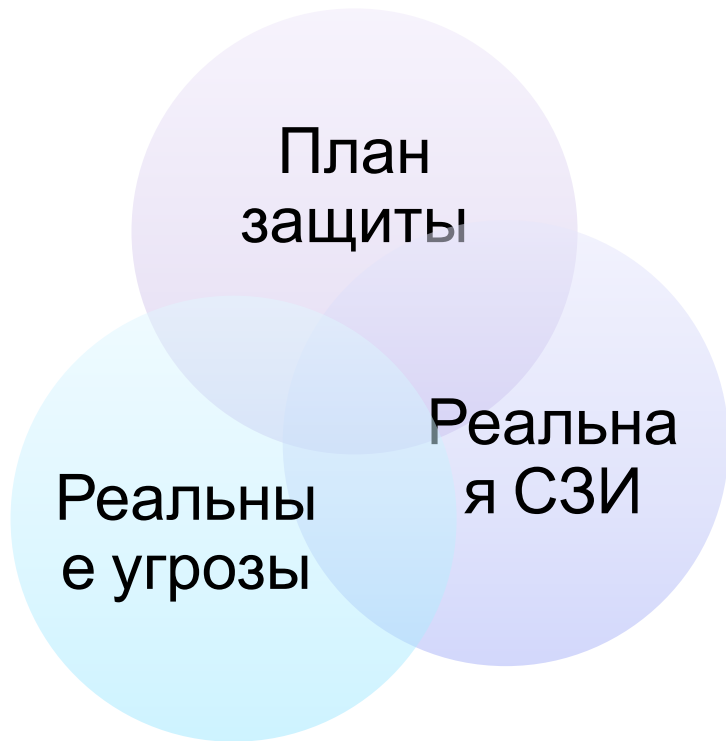 План
защиты
Реальна
я СЗИ
Реальны
е угрозы